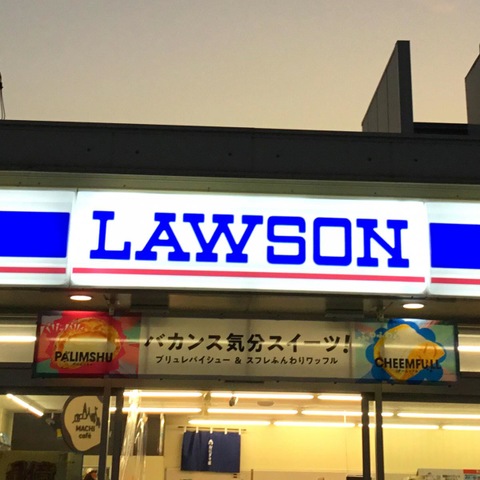 LAWSON
PALIMSHU
バカンス気分スイーツ!
ブリュレパイシュー & スフレふんわりワッフル
CHEEMFULL
MACHI
café